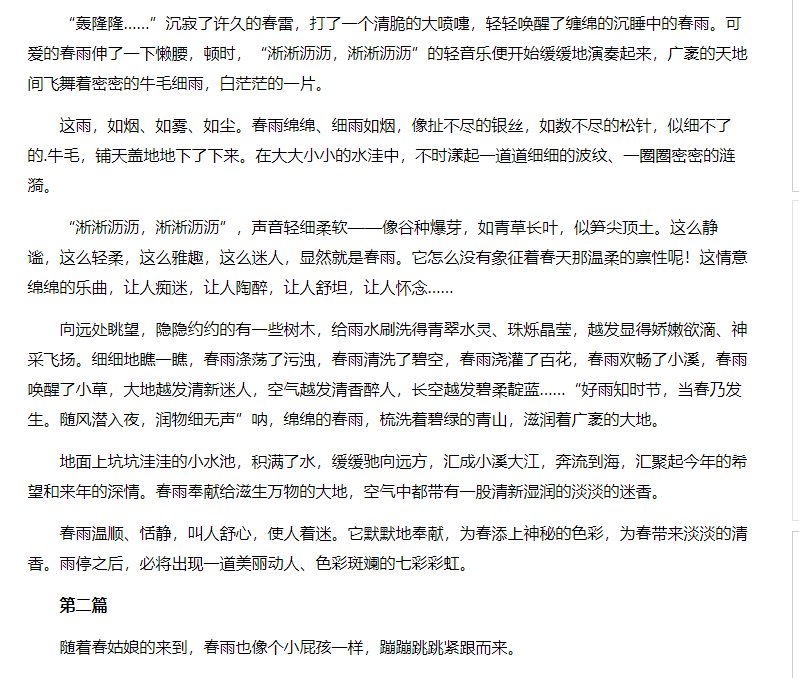 “轰隆隆……”沉寂了许久的春雷，打了一个清脆的大喷嚏，轻轻唤醒了缠绵的沉睡中的春雨。可
爱的春雨伸了一下懒腰，顿时，“淅淅沥沥，淅淅沥沥”的轻音乐便开始缓缓地演奏起来，广袤的天地
间飞舞着密密的牛毛细雨，白茫茫的一片。
这雨，如烟、如雾、如尘。春雨绵绵、细雨如烟，像扯不尽的银丝，如数不尽的松针，似细不了
的.牛毛，铺天盖地地下了下来。在大大小小的水洼中，不时漾起一道道细细的波纹、一圈圈密密的涟
漪。
“淅淅沥沥，淅淅沥沥”，声音轻细柔软——像谷种爆芽，如青草长叶，似笋尖顶土。这么静
谧，这么轻柔，这么雅趣，这么迷人，显然就是春雨。它怎么没有象征着春天那温柔的禀性呢！这情意
绵绵的乐曲，让人痴迷，让人陶醉，让人舒坦，让人怀念……
向远处眺望，隐隐约约的有一些树木，给雨水刷洗得青翠水灵、珠烁晶莹，越发显得娇嫩欲滴、神
采飞扬。细细地瞧一瞧，春雨涤荡了污浊，春雨清洗了碧空，春雨浇灌了百花，春雨欢畅了小溪，春雨
唤醒了小草，大地越发清新迷人，空气越发清香醉人，长空越发碧柔靛蓝……“好雨知时节，当春乃发
生。随风潜入夜，润物细无声”呐，绵绵的春雨，梳洗着碧绿的青山，滋润着广袤的大地。
地面上坑坑洼洼的小水池，积满了水，缓缓驰向远方，汇成小溪大江，奔流到海，汇聚起今年的希
望和来年的深情。春雨奉献给滋生万物的大地，空气中都带有一股清新湿润的淡淡的迷香。
春雨温顺、恬静，叫人舒心，使人着迷。它默默地奉献，为春添上神秘的色彩，为春带来淡淡的清
香。雨停之后，必将出现一道美丽动人、色彩斑斓的七彩彩虹。
第二篇
随着春姑娘的来到，春雨也像个小屁孩一样，蹦蹦跳跳紧跟而来。